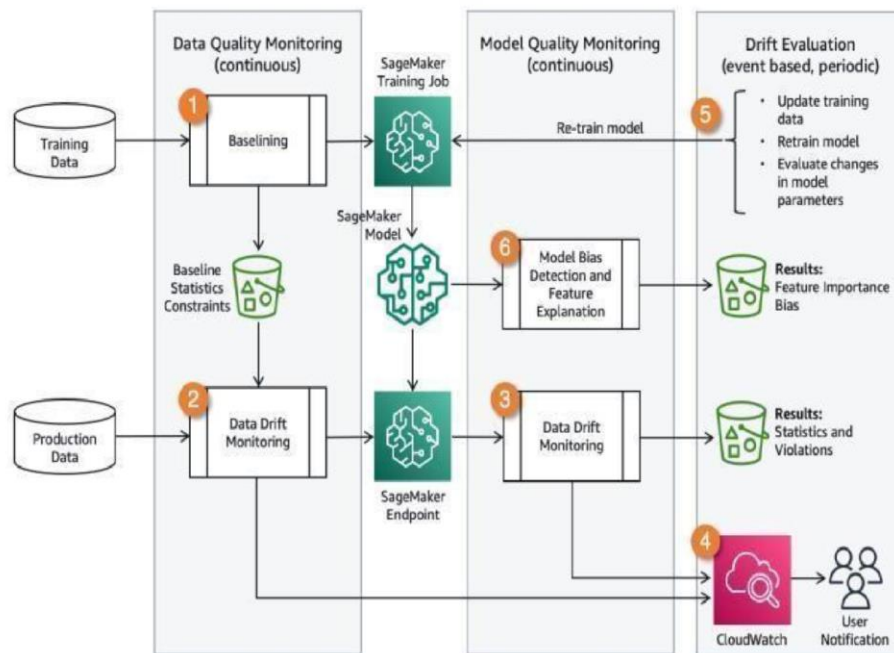 Data Quality Monitoring
(continuous)
SageMaker
Training Job
Model Quality Monitoring
(continuous)
Drift Evaluation
(event based, periodic)
1
Training
Data
Baselining
Re-train model
5
• Update training
data
• Retrain model
• Evaluate changes
in model
parameters
SageMaker
Model
Baseline
Statistics
Constraints
6
Model Bias
Detection and
Feature
Explanation
Results:
Feature Importance
Bias
2
Production
Data
Data Drift
Monitoring
SageMaker
Endpoint
3
Data Drift
Monitoring
Results:
Statistics and
Violations
4
CloudWatch
User
Notification